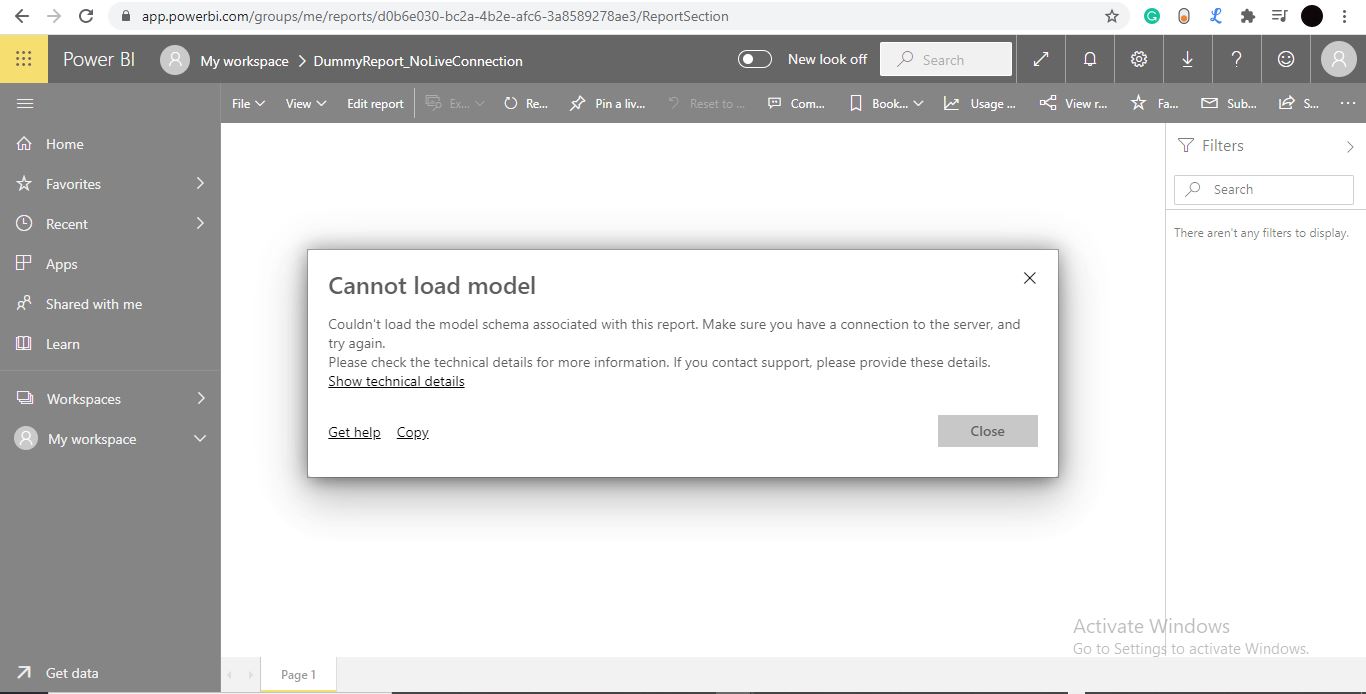 app.powerbi.com/groups/me/reports/d0b6e030-bc2a-4b2e-afc6-3a8589278ae3/ReportSection
Power BI My workspace > DummyReport_NoLiveConnection New look off Search
File View Edit report Ex... Re... Pin a liv... Reset to ... Com... Book... Usage ... View r... Fa... Sub... S...
Home
Favorites
Recent
Apps
Shared with me
Learn
Workspaces
My workspace
Get data
Cannot load model
Couldn't load the model schema associated with this report. Make sure you have a connection to the server, and
try again.
Please check the technical details for more information. If you contact support, please provide these details.
Show technical details
Get help Copy Close
Filters
Search
There aren't any filters to display.
Activate Windows
Go to Settings to activate Windows.
Page 1